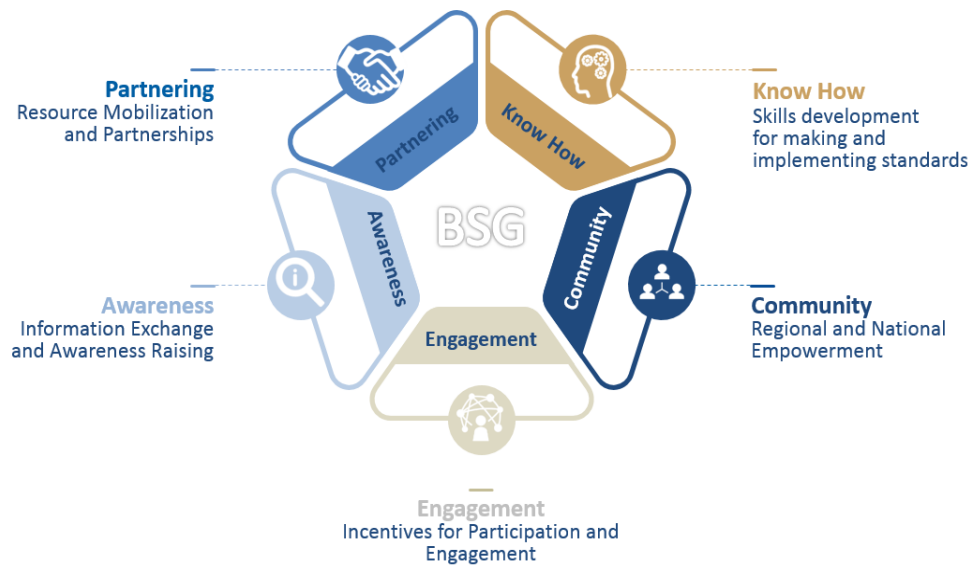 Partnering
Resource Mobilization
and Partnerships
Know How
Skills development
for making and
implementing standards
Partnering
Know How
BSG
Awareness
Community
Engagement
i
Awareness
Information Exchange
and Awareness Raising
Community
Regional and National
Empowerment
Engagement
Incentives for Participation and
Engagement